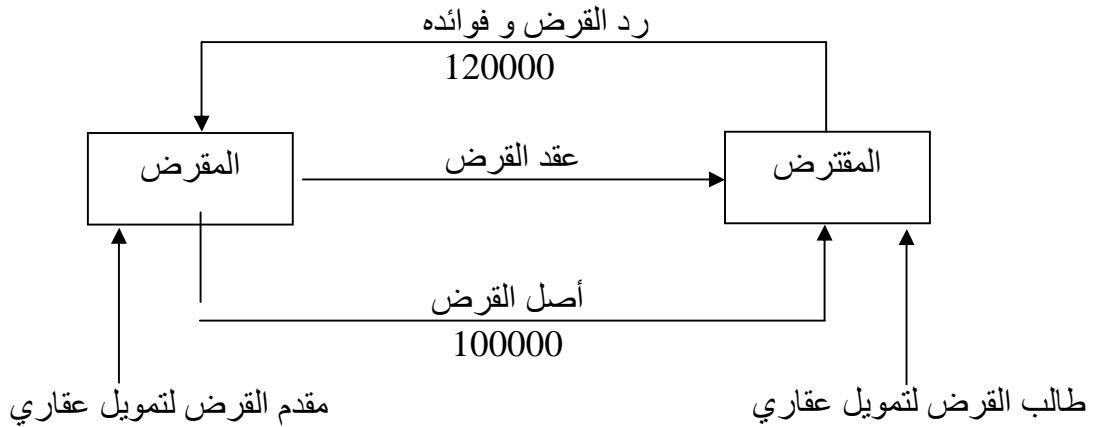 رد القرض و فوائده
120000
المقرض
عقد القرض
المقترض
أصل القرض
100000
طالب القرض لتمويل عقاري
مقدم القرض لتمويل عقاري